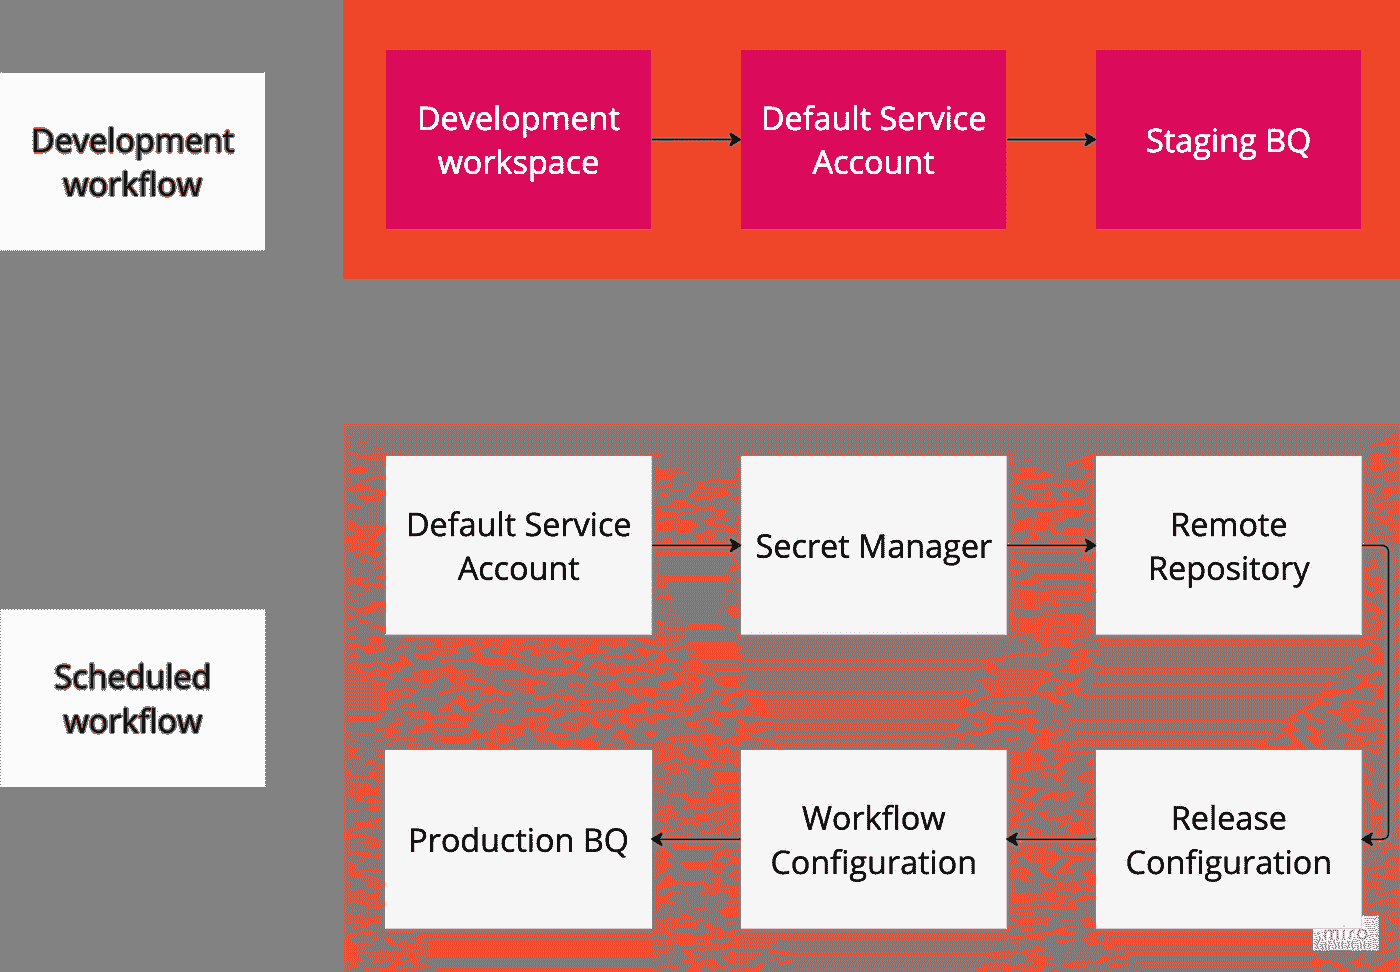 Development
workflow
Development
workspace
Default Service
Account
Staging BQ
Scheduled
workflow
Default Service
Account
Secret Manager
Remote
Repository
Production BQ
Workflow
Configuration
Release
Configuration
miro